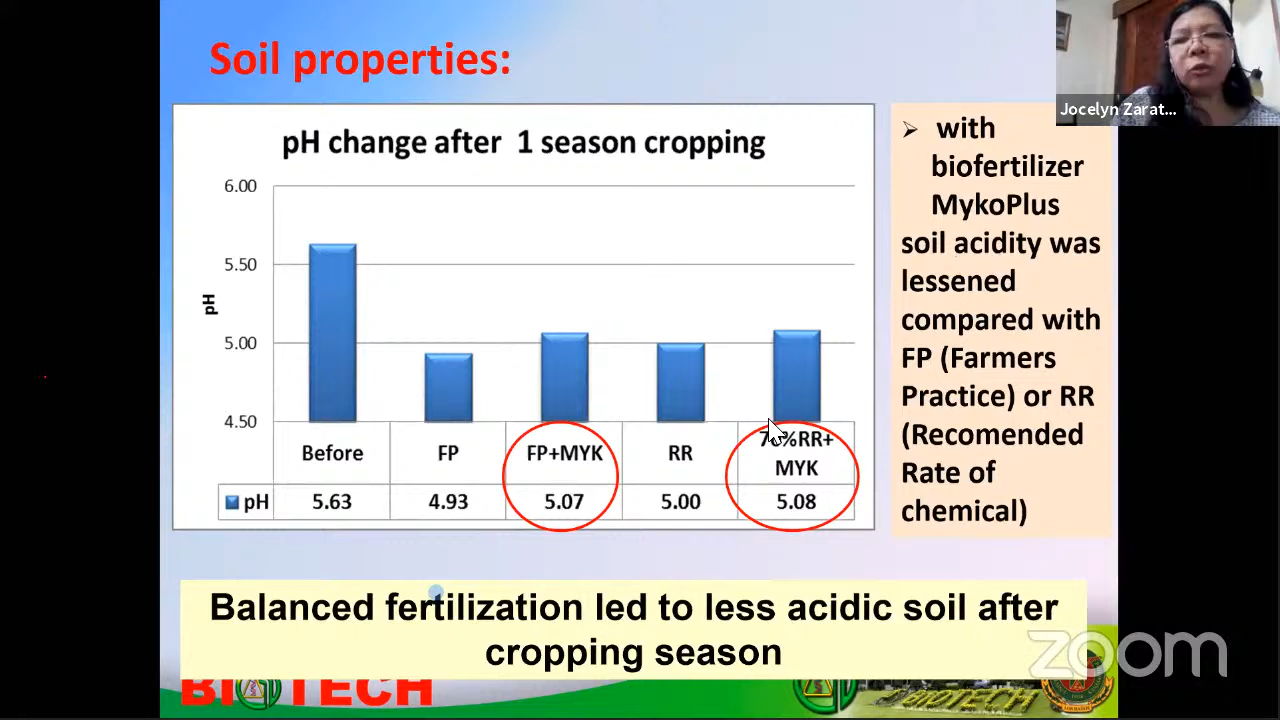 Soil properties:
Jocelyn Zarat...
pH change after 1 season cropping
6.00
5.50
5.00
4.50
pH
Before FP FP+MYK RR %RR+
MYK
pH 5.63 4.93 5.07 5.00 5.08
➢ with
biofertilizer
MykoPlus
soil acidity was
lessened
compared with
FP (Farmers
Practice) or RR
(Recomended
Rate of
chemical)
Balanced fertilization led to less acidic soil after
cropping season
zoom
BIOTECH